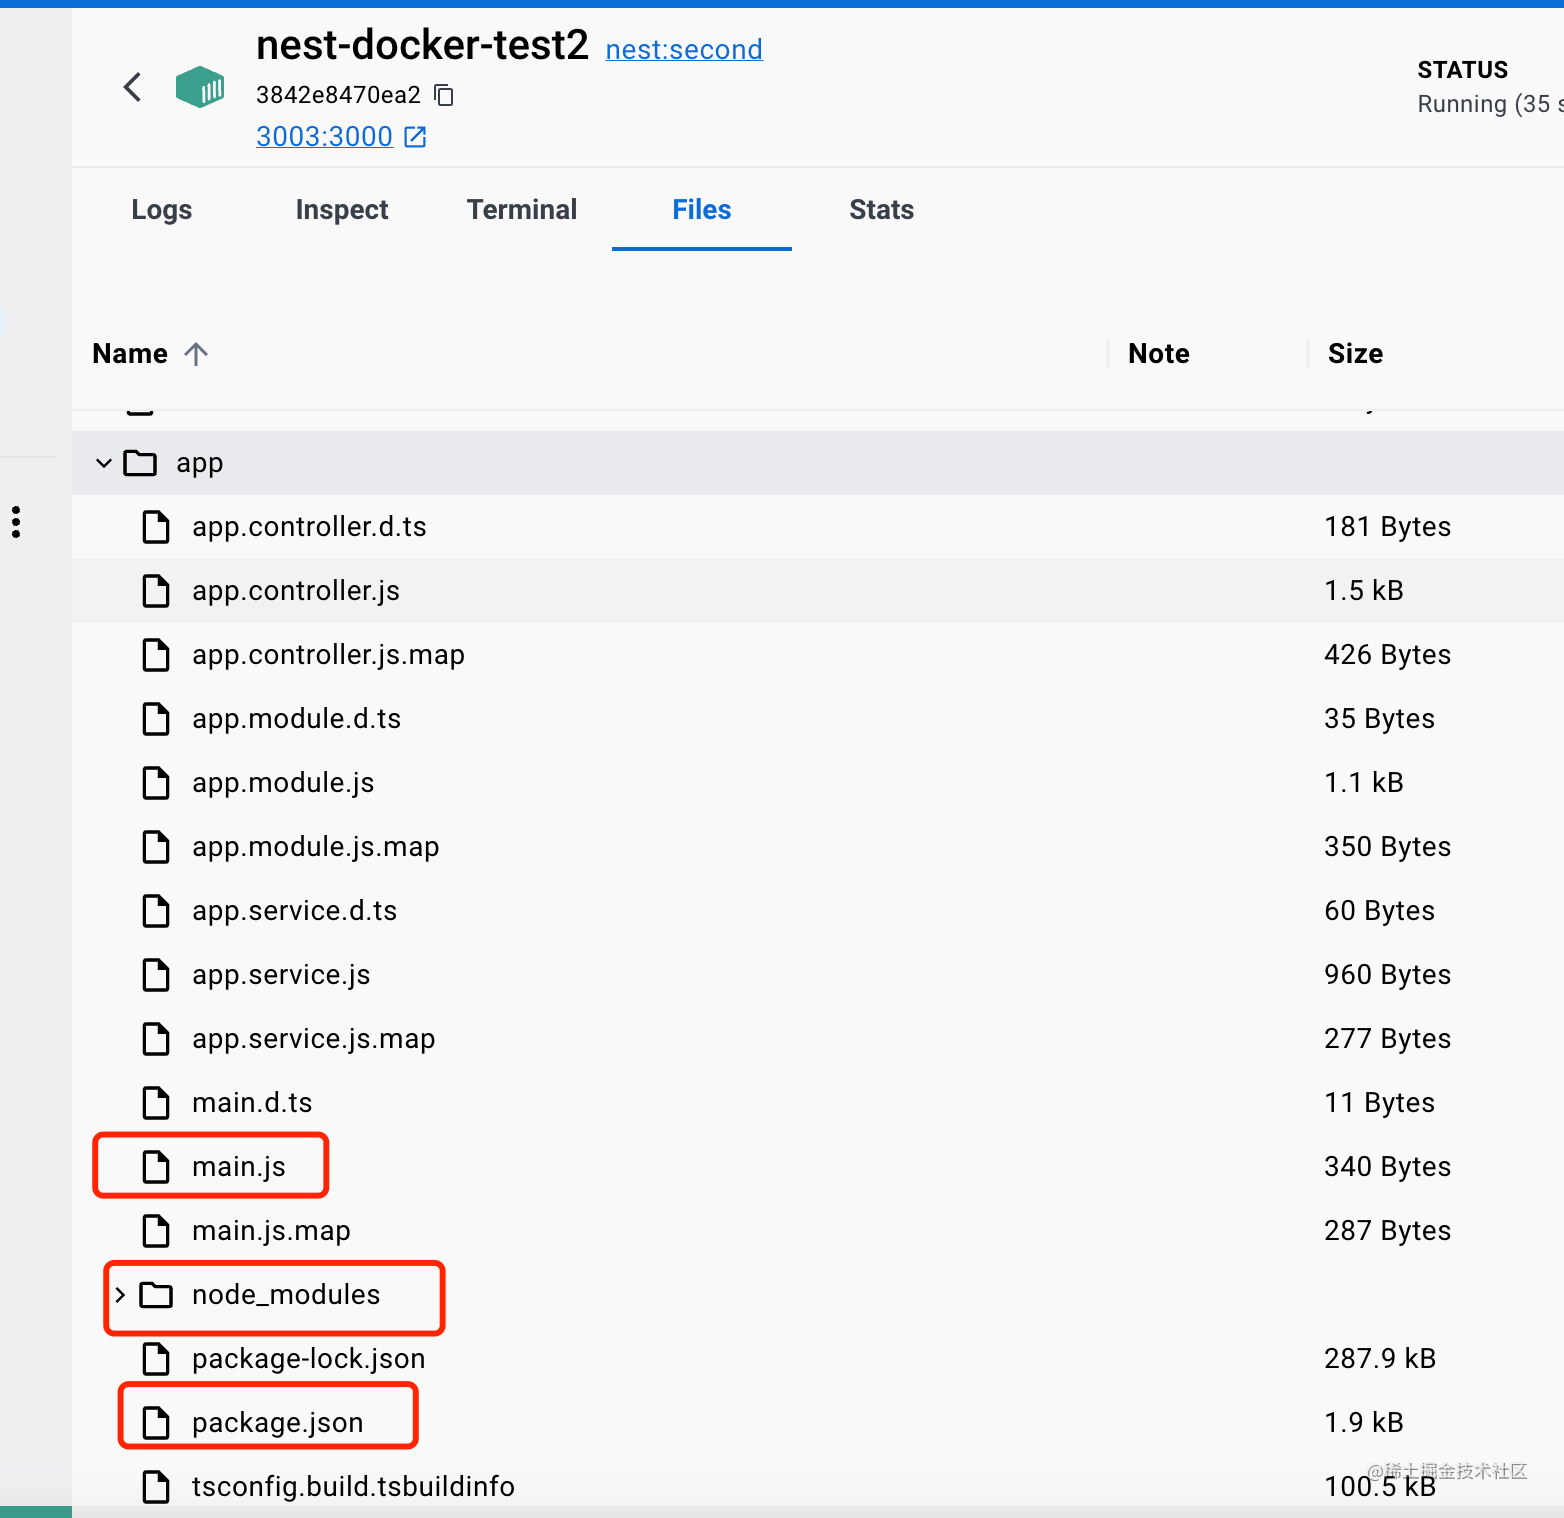 nest-docker-test2 nest:second
3842e8470ea2
3003:3000
STATUS
Running (35 s
Logs Inspect Terminal Files Stats
Name Note Size
app
app.controller.d.ts 181 Bytes
app.controller.js 1.5 kB
app.controller.js.map 426 Bytes
app.module.d.ts 35 Bytes
app.module.js 1.1 kB
app.module.js.map 350 Bytes
app.service.d.ts 60 Bytes
app.service.js 960 Bytes
app.service.js.map 277 Bytes
main.d.ts 11 Bytes
main.js 340 Bytes
main.js.map 287 Bytes
node_modules
package-lock.json 287.9 kB
package.json 1.9 kB
tsconfig.build.tsbuildinfo 100.5 kB
@稀土掘金技术社区